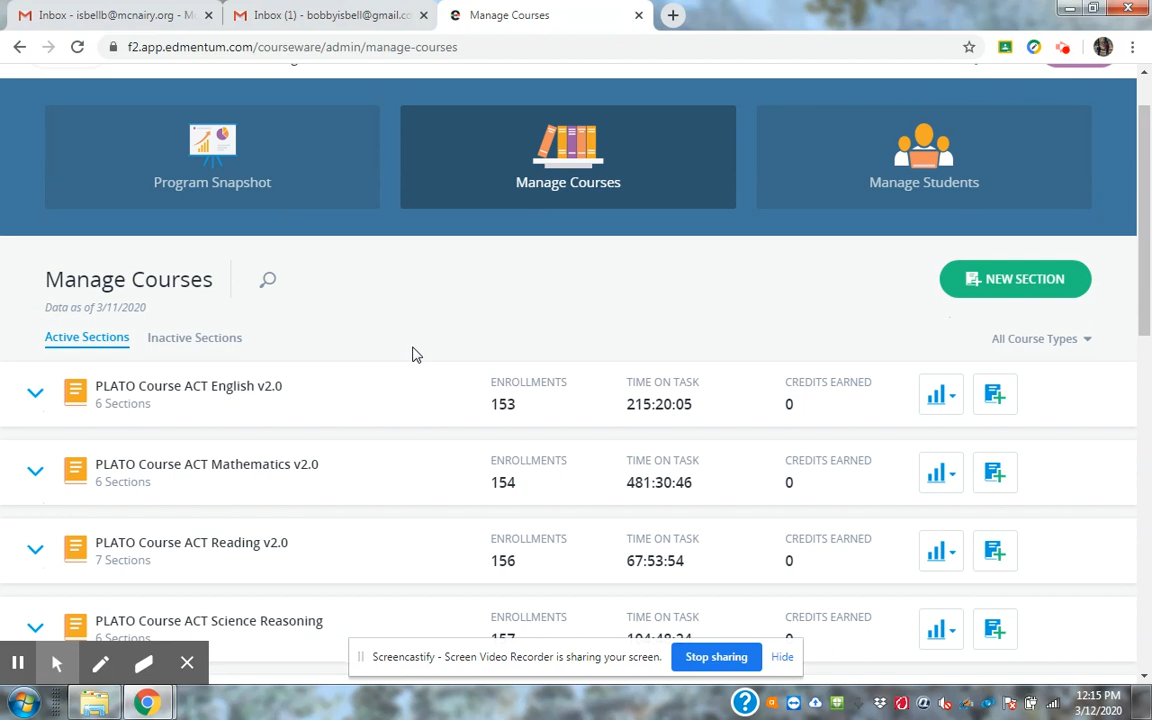 Inbox - isbellb@mcnairy.org - M
Inbox (1) - bobbyisbell@gmail.co
Manage Courses
f2.app.edmentum.com/courseware/admin/manage-courses
Program Snapshot
Manage Courses
Manage Students
Manage Courses
NEW SECTION
Data as of 3/11/2020
Active Sections
Inactive Sections
All Course Types
PLATO Course ACT English v2.0
6 Sections
ENROLLMENTS
153
TIME ON TASK
215:20:05
CREDITS EARNED
0
PLATO Course ACT Mathematics v2.0
6 Sections
ENROLLMENTS
154
TIME ON TASK
481:30:46
CREDITS EARNED
0
PLATO Course ACT Reading v2.0
7 Sections
ENROLLMENTS
156
TIME ON TASK
67:53:54
CREDITS EARNED
0
PLATO Course ACT Science Reasoning
6 Sections
ENROLLMENTS
157
TIME ON TASK
CREDITS EARNED
0
Screencastify - Screen Video Recorder is sharing your screen.
Stop sharing
Hide
12:15 PM
3/12/2020